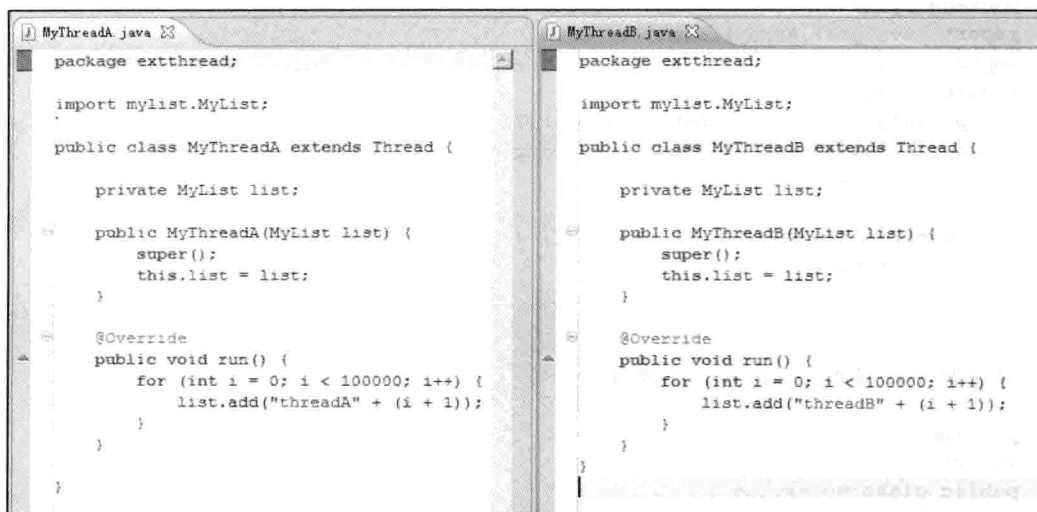 MyThreadA.java
package extthread;
import mylist.MyList;
public class MyThreadA extends Thread {
private MyList list;
public MyThreadA(MyList list) {
super();
this.list = list;
}
@Override
public void run() {
for (int i = 0; i < 100000; i++) {
list.add("threadA" + (i + 1));
}
}
}
MyThreadB.java
package extthread;
import mylist.MyList;
public class MyThreadB extends Thread {
private MyList list;
public MyThreadB(MyList list) {
super();
this.list = list;
}
@Override
public void run() {
for (int i = 0; i < 100000; i++) {
list.add("threadB" + (i + 1));
}
}
}